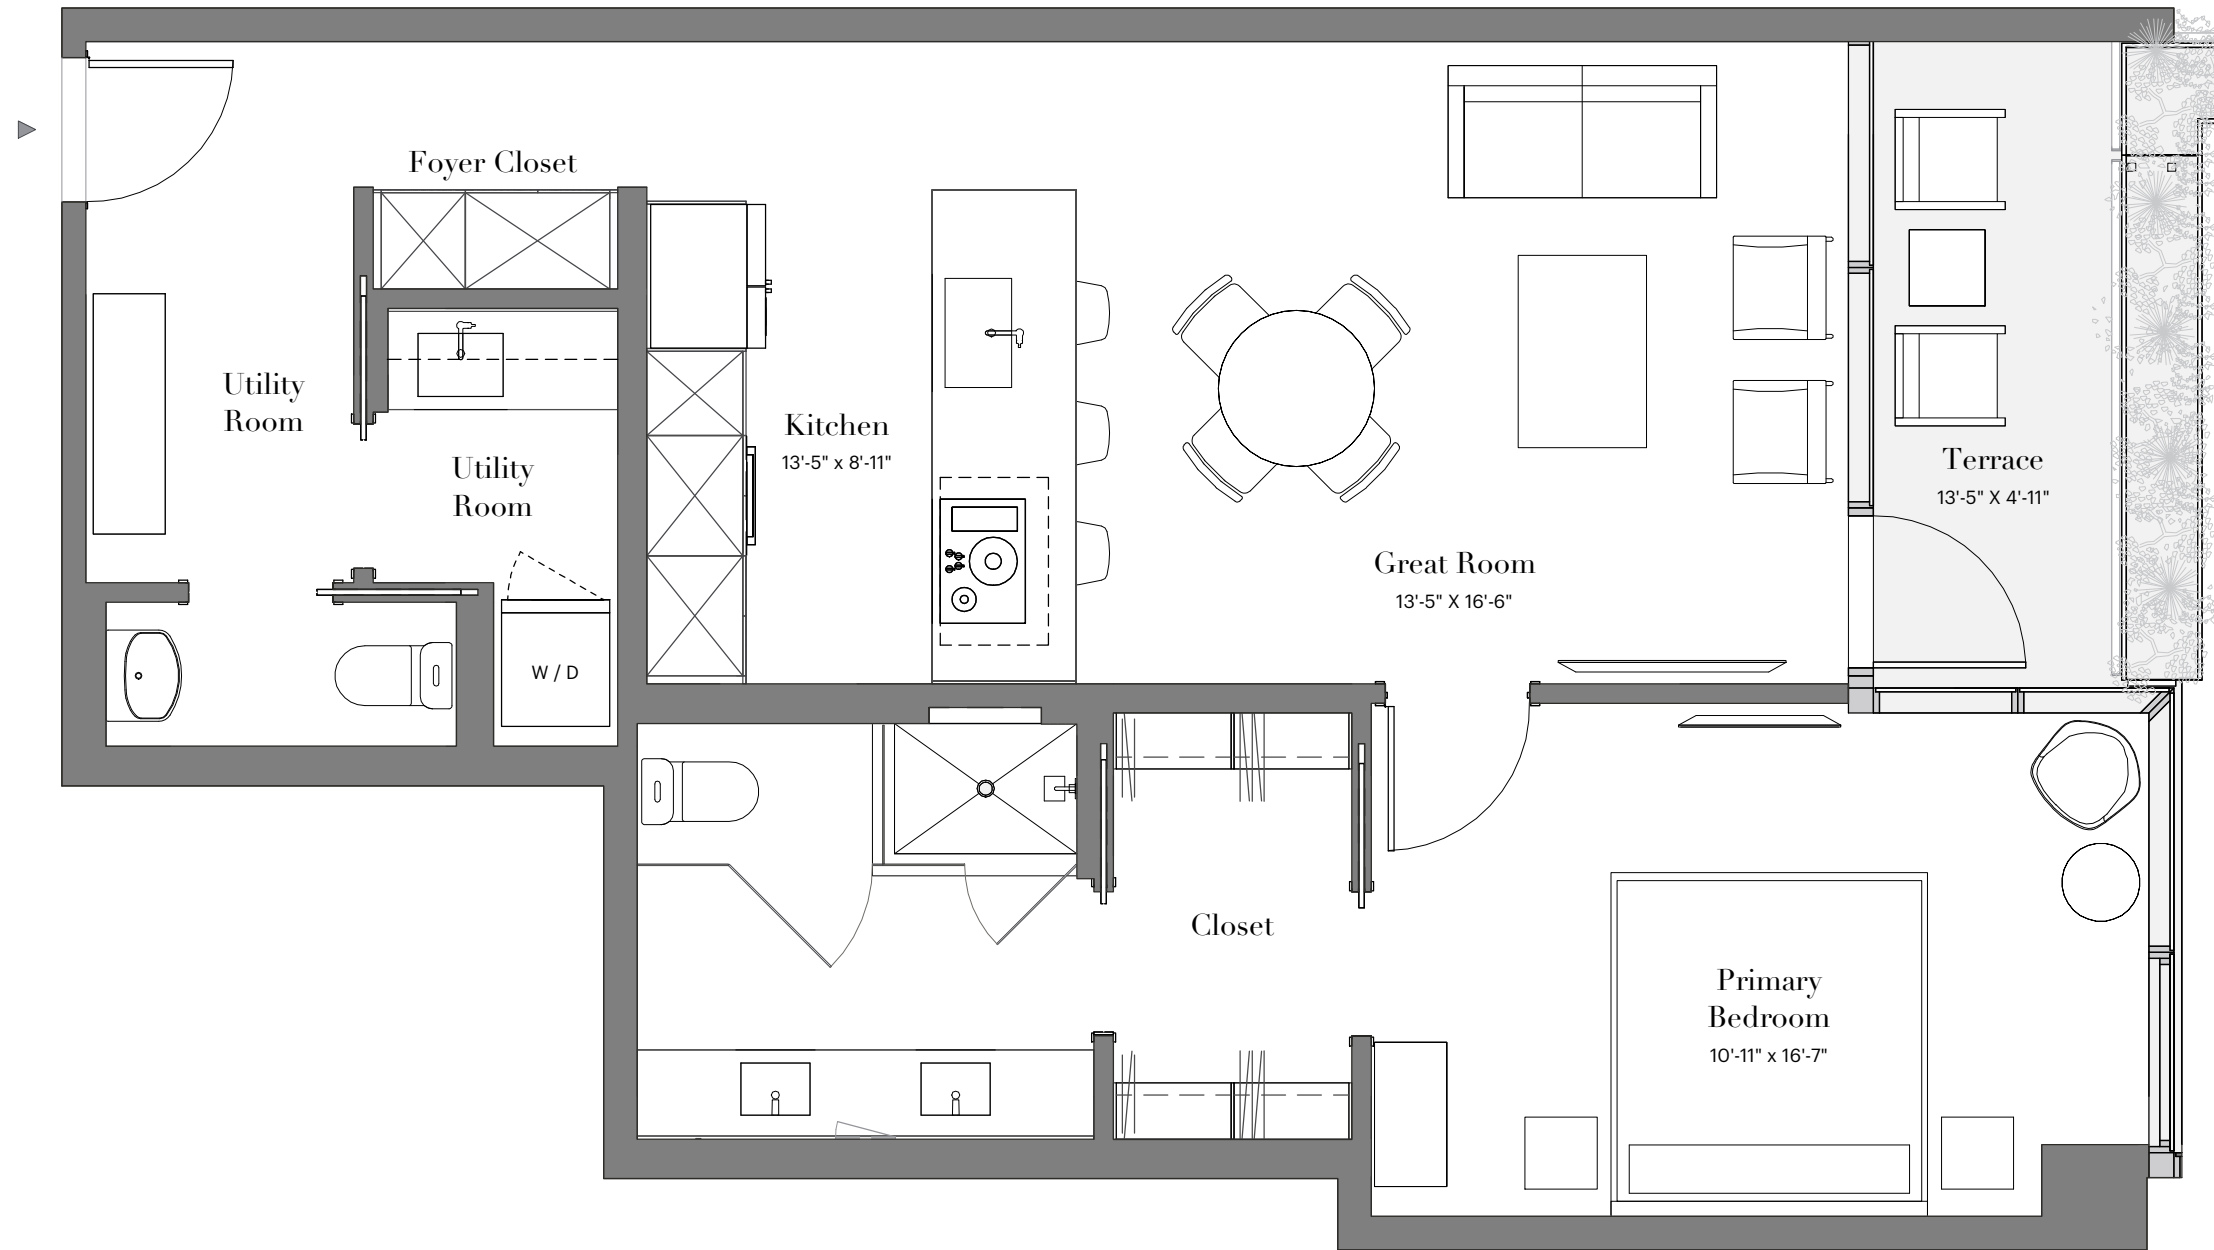 Foyer Closet
Utility
Room
Utility
Room
Kitchen
13'-5" x 8'-11"
Great Room
13'-5" X 16'-6"
Terrace
13'-5" X 4'-11"
W / D
Closet
Primary
Bedroom
10'-11" x 16'-7"